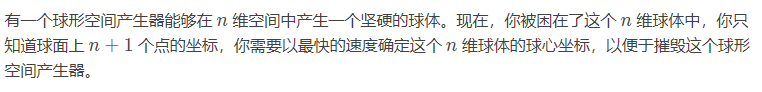 有一个球形空间产生器能够在 n 维空间中产生一个坚硬的球体。现在，你被困在了这个 n 维球体中，你只
知道球面上 n + 1 个点的坐标，你需要以最快的速度确定这个 n 维球体的球心坐标，以便于摧毁这个球形
空间产生器。